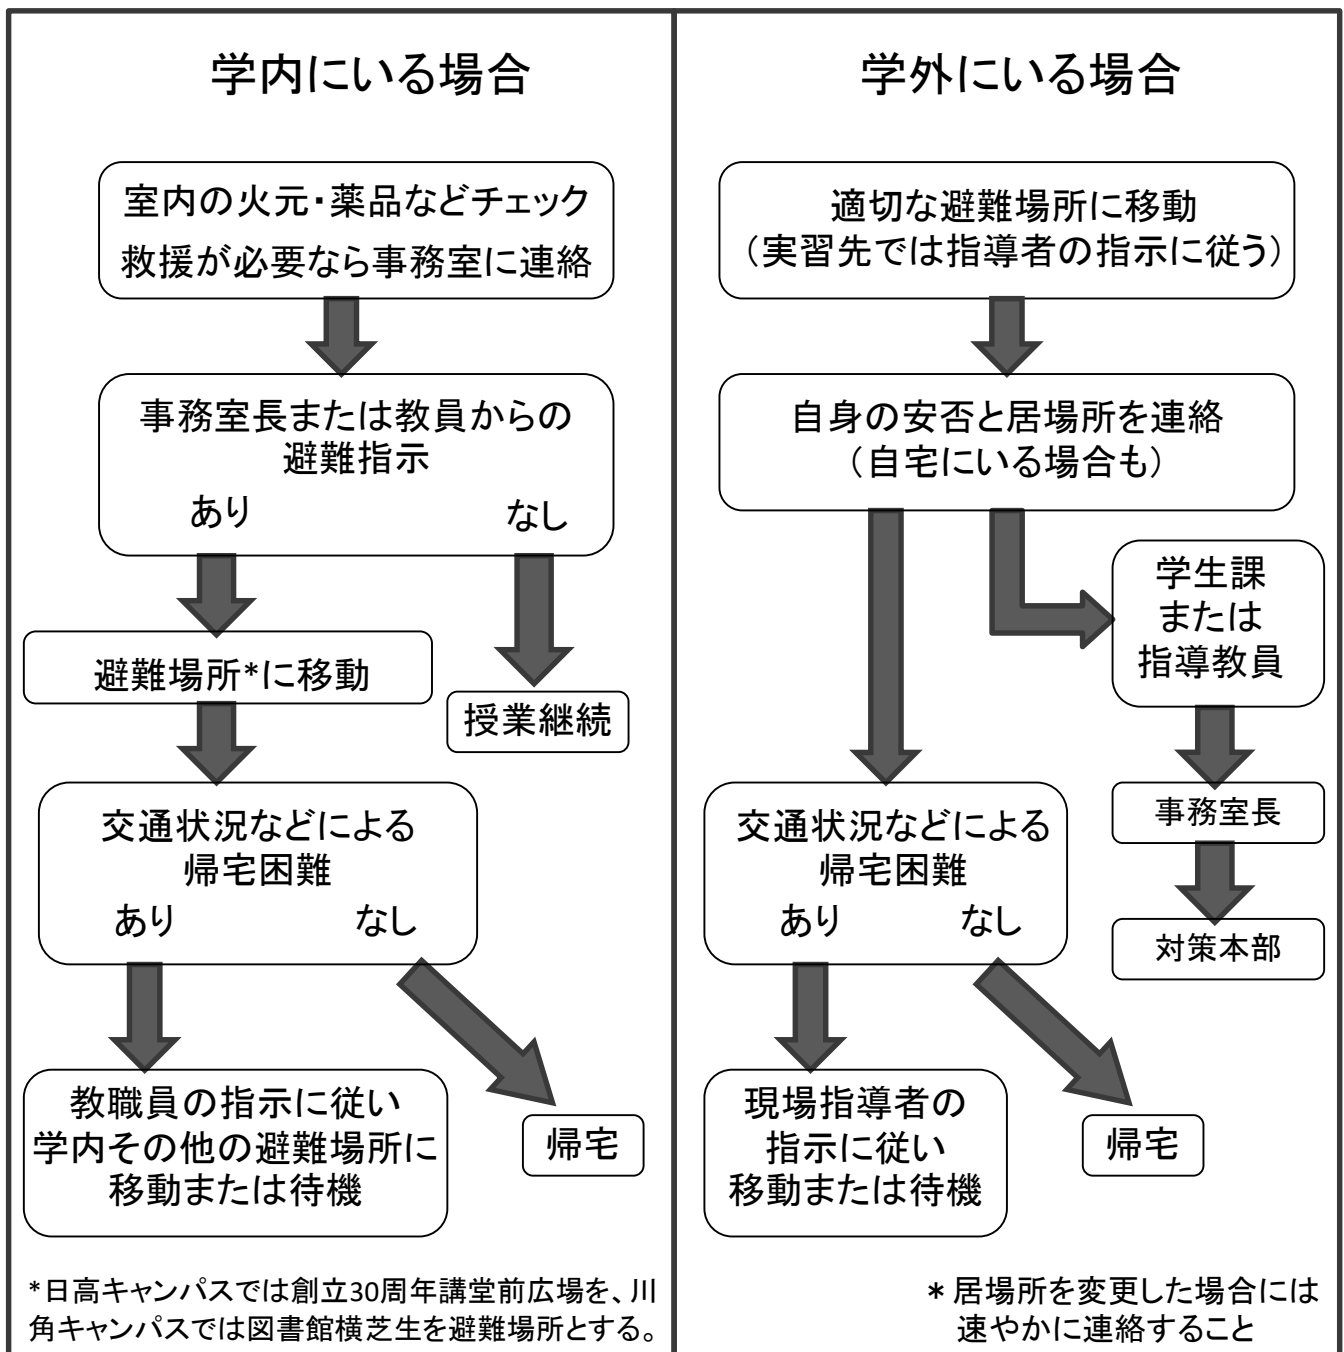 学内にいる場合
室内の火元・薬品などチェック
救援が必要なら事務室に連絡
事務室長または教員からの
避難指示
あり
なし
避難場所*に移動
授業継続
交通状況などによる
帰宅困難
あり
なし
教職員の指示に従い
学内その他の避難場所に
移動または待機
帰宅
*日高キャンパスでは創立30周年講堂前広場を、川
角キャンパスでは図書館横芝生を避難場所とする。
学外にいる場合
適切な避難場所に移動
（実習先では指導者の指示に従う）
自身の安否と居場所を連絡
（自宅にいる場合も）
学生課
または
指導教員
事務室長
対策本部
交通状況などによる
帰宅困難
あり
なし
現場指導者の
指示に従い
移動または待機
帰宅
＊居場所を変更した場合には
速やかに連絡すること